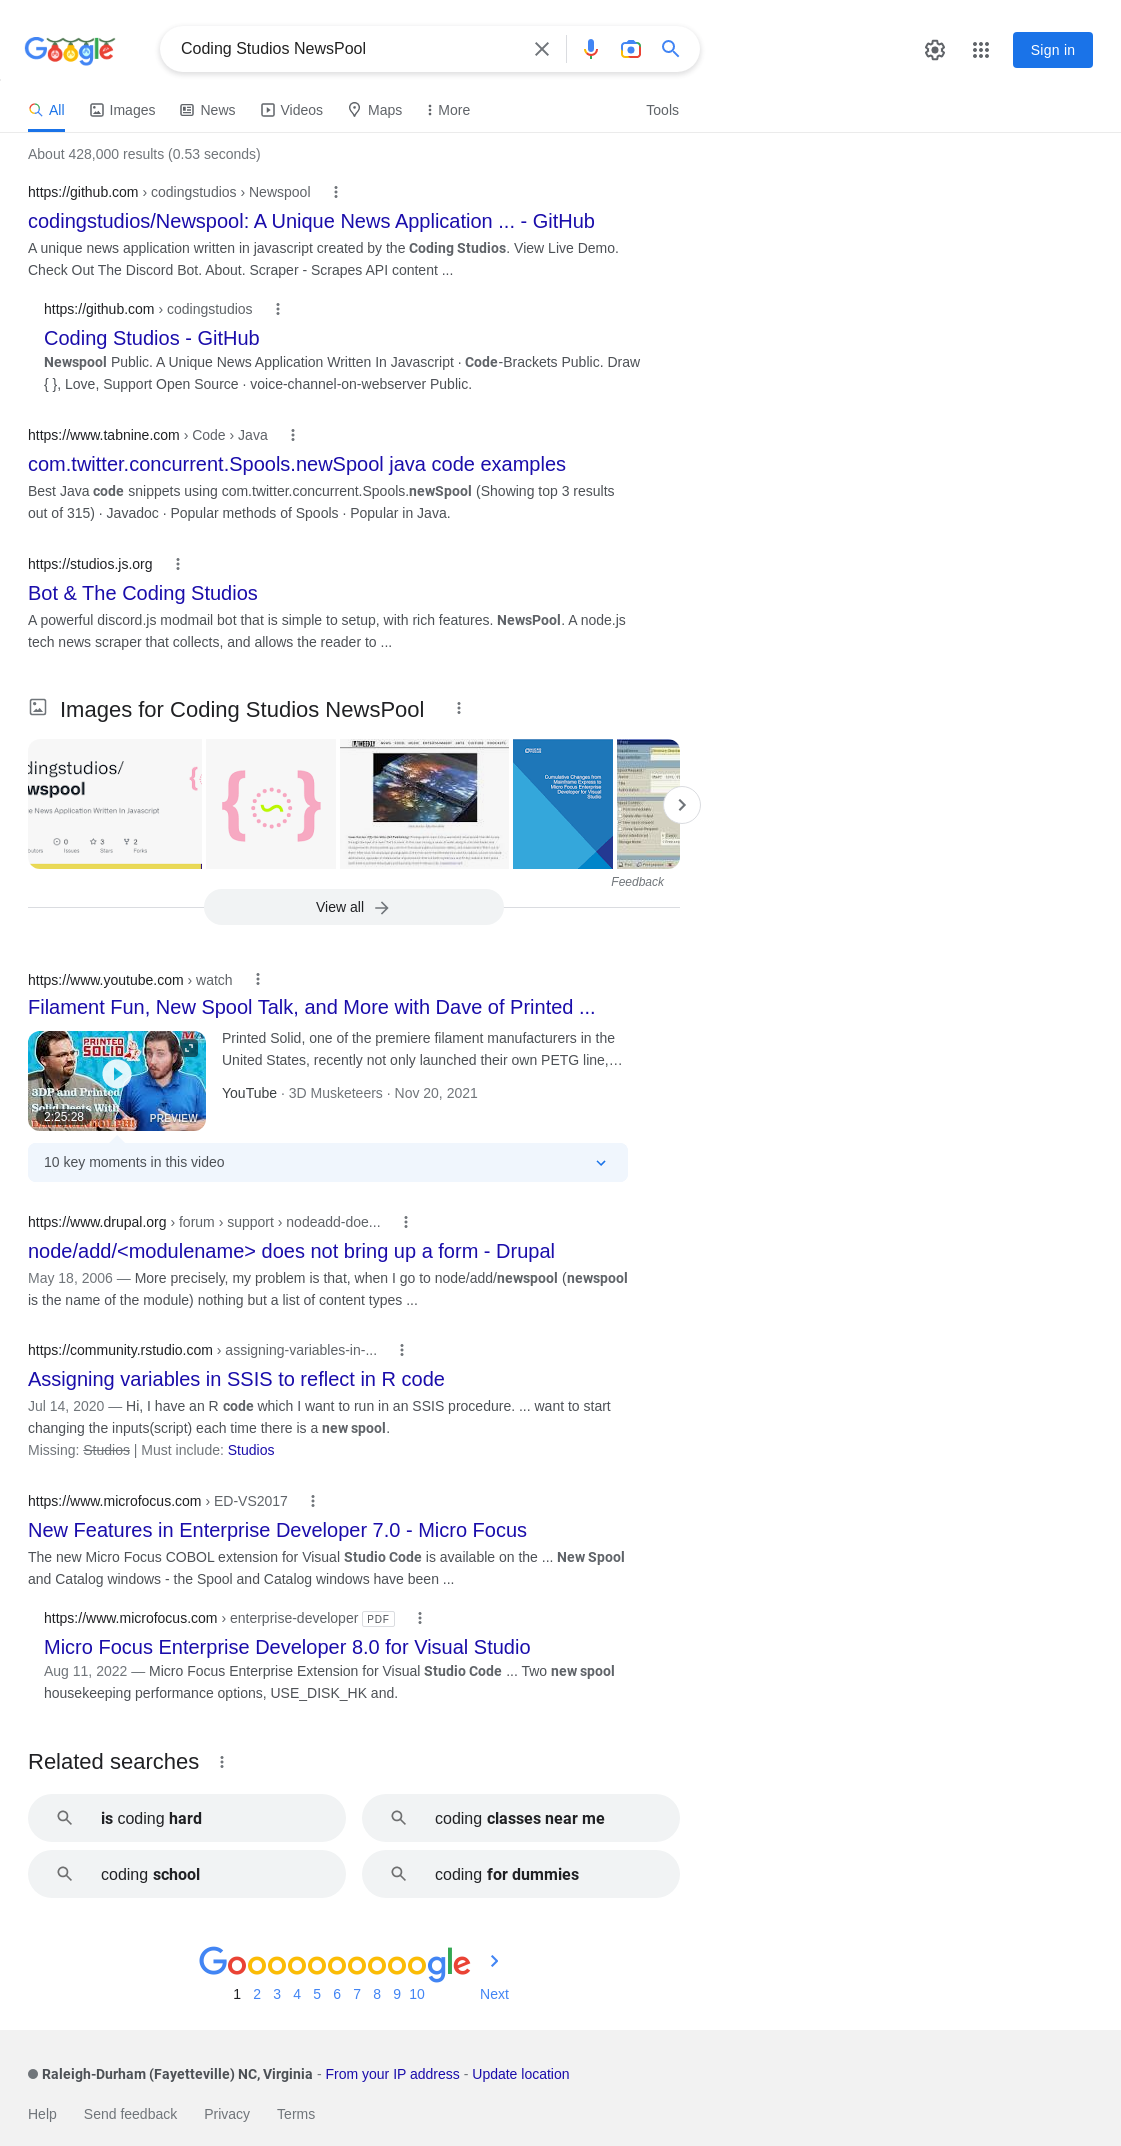 Google
Coding Studios NewsPool
Sign in
All
Images
News
Videos
Maps
More
Tools
About 428,000 results (0.53 seconds)
https://github.com › codingstudios › Newspool
codingstudios/Newspool: A Unique News Application ... - GitHub
A unique news application written in javascript created by the Coding Studios. View Live Demo.
Check Out The Discord Bot. About. Scraper - Scrapes API content ...
https://github.com › codingstudios
Coding Studios - GitHub
Newspool Public. A Unique News Application Written In Javascript · Code-Brackets Public. Draw
{ }, Love, Support Open Source · voice-channel-on-webserver Public.
https://www.tabnine.com › Code › Java
com.twitter.concurrent.Spools.newSpool java code examples
Best Java code snippets using com.twitter.concurrent.Spools.newSpool (Showing top 3 results
out of 315) · Javadoc · Popular methods of Spools · Popular in Java.
https://studios.js.org
Bot & The Coding Studios
A powerful discord.js modmail bot that is simple to setup, with rich features. NewsPool. A node.js
tech news scraper that collects, and allows the reader to ...
Images for Coding Studios NewsPool
dingstudios/
wspool
e News Application Written In Javascript
0
3
2
Issues
Stars
Forks
Cumulative Changes from
Mainframe Express to
Micro Focus Enterprise
Developer for Visual
Studio
Feedback
View all
https://www.youtube.com › watch
Filament Fun, New Spool Talk, and More with Dave of Printed ...
PRINTED
SOLID
3DP and Printed
Solid Deets With
2:25:28
PREVIEW
Printed Solid, one of the premiere filament manufacturers in the
United States, recently not only launched their own PETG line,…
YouTube · 3D Musketeers · Nov 20, 2021
10 key moments in this video
https://www.drupal.org › forum › support › nodeadd-doe...
node/add/<modulename> does not bring up a form - Drupal
May 18, 2006 — More precisely, my problem is that, when I go to node/add/newspool (newspool
is the name of the module) nothing but a list of content types ...
https://community.rstudio.com › assigning-variables-in-...
Assigning variables in SSIS to reflect in R code
Jul 14, 2020 — Hi, I have an R code which I want to run in an SSIS procedure. ... want to start
changing the inputs(script) each time there is a new spool.
Missing: Studios | Must include: Studios
https://www.microfocus.com › ED-VS2017
New Features in Enterprise Developer 7.0 - Micro Focus
The new Micro Focus COBOL extension for Visual Studio Code is available on the ... New Spool
and Catalog windows - the Spool and Catalog windows have been ...
https://www.microfocus.com › enterprise-developer PDF
Micro Focus Enterprise Developer 8.0 for Visual Studio
Aug 11, 2022 — Micro Focus Enterprise Extension for Visual Studio Code ... Two new spool
housekeeping performance options, USE_DISK_HK and.
Related searches
is coding hard
coding classes near me
coding school
coding for dummies
Goooooooooogle
1 2 3 4 5 6 7 8 9 10 Next
Raleigh-Durham (Fayetteville) NC, Virginia - From your IP address - Update location
Help Send feedback Privacy Terms